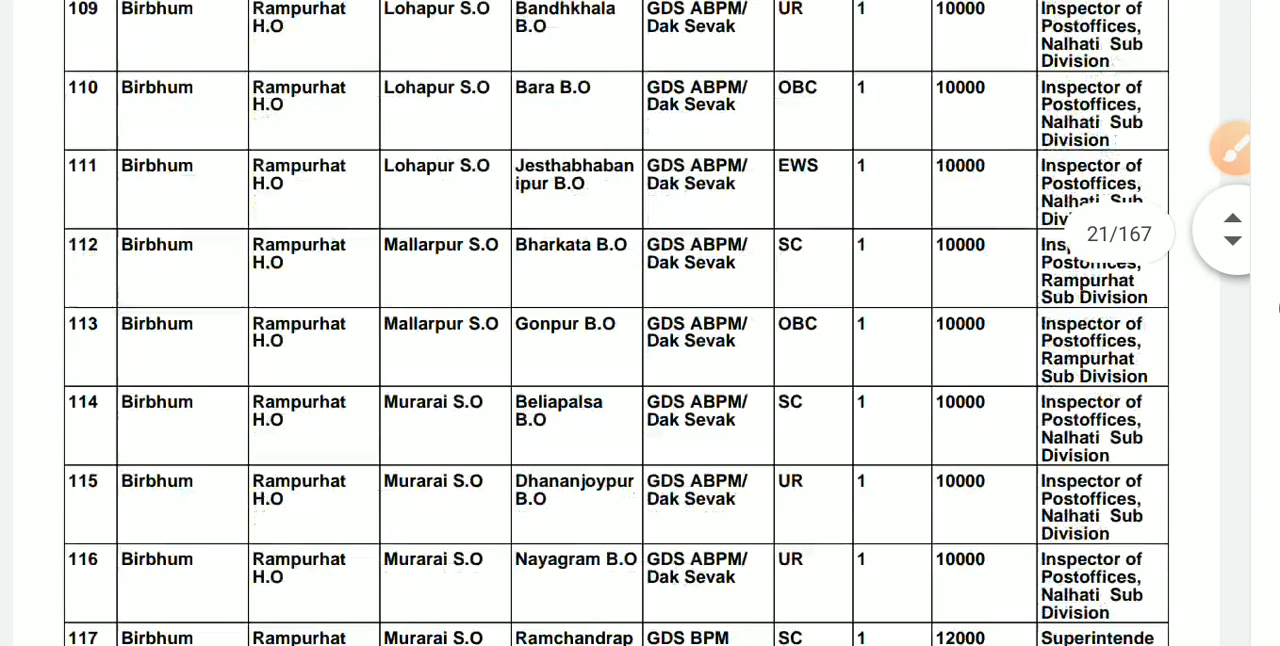 109 Birbhum Rampurhat Lohapur S.O Bandhkhala GDS ABPM/ UR 1 10000 Inspector of
H.O B.O Dak Sevak Postoffices,
Nalhati Sub
Division
110 Birbhum Rampurhat Lohapur S.O Bara B.O GDS ABPM/ OBC 1 10000 Inspector of
H.O Dak Sevak Postoffices,
Nalhati Sub
Division
111 Birbhum Rampurhat Lohapur S.O Jesthabhaban GDS ABPM/ EWS 1 10000 Inspector of
H.O ipur B.O Dak Sevak Postoffices,
Nalhati Sub
21/167
112 Birbhum Rampurhat Mallarpur S.O Bharkata B.O GDS ABPM/ SC 1 10000
H.O Dak Sevak Postoffices,
Rampurhat
Sub Division
113 Birbhum Rampurhat Mallarpur S.O Gonpur B.O GDS ABPM/ OBC 1 10000 Inspector of
H.O Dak Sevak Postoffices,
Rampurhat
Sub Division
114 Birbhum Rampurhat Murarai S.O Beliapalsa GDS ABPM/ SC 1 10000 Inspector of
H.O B.O Dak Sevak Postoffices,
Nalhati Sub
Division
115 Birbhum Rampurhat Murarai S.O Dhananjoypur GDS ABPM/ UR 1 10000 Inspector of
H.O B.O Dak Sevak Postoffices,
Nalhati Sub
Division
116 Birbhum Rampurhat Murarai S.O Nayagram B.O GDS ABPM/ UR 1 10000 Inspector of
H.O Dak Sevak Postoffices,
Nalhati Sub
Division
117 Birbhum Rampurhat Murarai S.O Ramchandrap GDS BPM SC 1 12000 Superintende